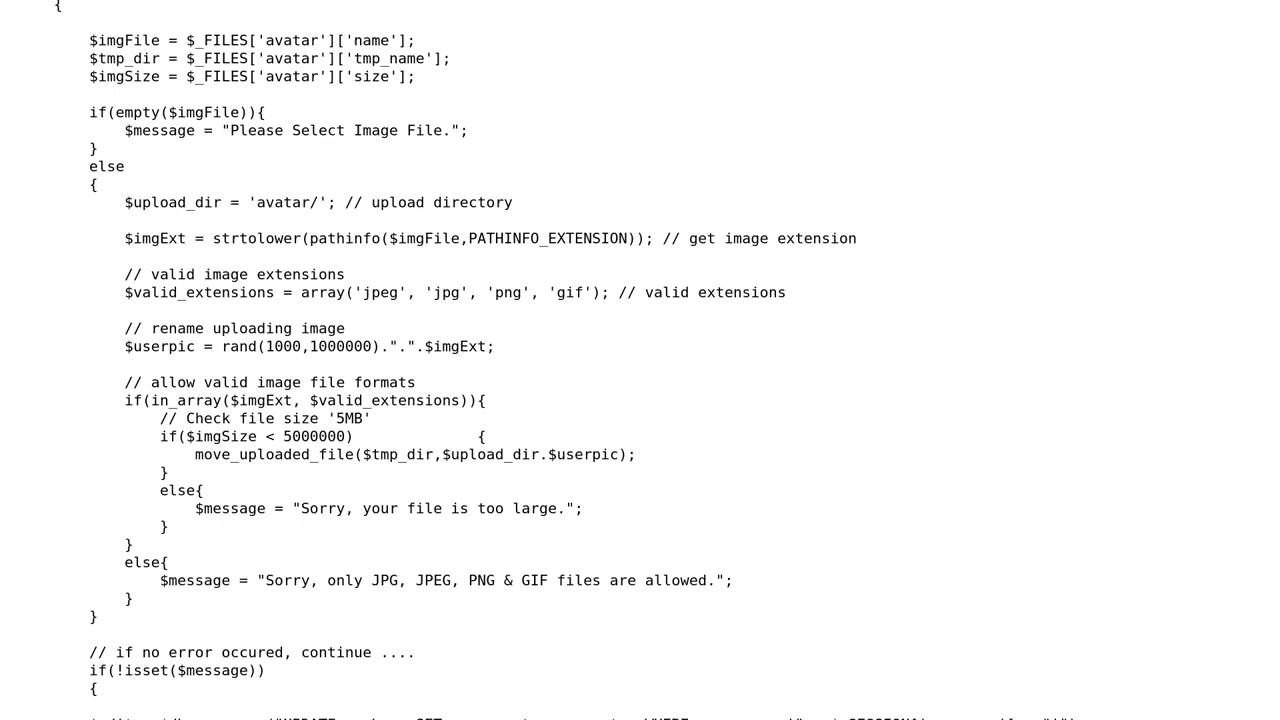 {
$imgFile = $_FILES['avatar']['name'];
$tmp_dir = $_FILES['avatar']['tmp_name'];
$imgSize = $_FILES['avatar']['size'];
if(empty($imgFile)){
$message = "Please Select Image File.";
}
else
{
$upload_dir = 'avatar/'; // upload directory
$imgExt = strtolower(pathinfo($imgFile,PATHINFO_EXTENSION)); // get image extension
// valid image extensions
$valid_extensions = array('jpeg', 'jpg', 'png', 'gif'); // valid extensions
// rename uploading image
$userpic = rand(1000,1000000).".".$imgExt;
// allow valid image file formats
if(in_array($imgExt, $valid_extensions)){
// Check file size '5MB'
if($imgSize < 5000000) {
move_uploaded_file($tmp_dir,$upload_dir.$userpic);
}
else{
$message = "Sorry, your file is too large.";
}
}
else{
$message = "Sorry, only JPG, JPEG, PNG & GIF files are allowed.";
}
}
// if no error occured, continue ....
if(!isset($message))
{